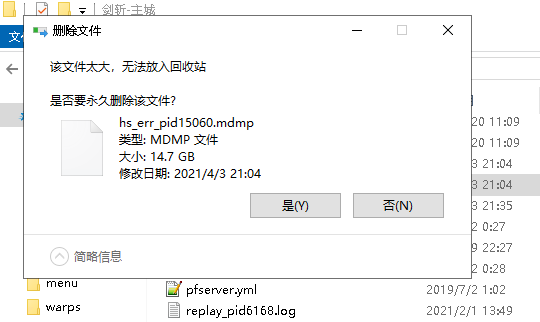 剑斩-主城
删除文件
该文件太大，无法放入回收站
是否要永久删除该文件?
hs_err_pid15060.mdmp
类型: MDMP 文件
大小: 14.7 GB
修改日期: 2021/4/3 21:04
是(Y)
否(N)
简略信息
文
期
20 11:09
20 11:09
3 21:04
3 21:04
3 21:35
2 0:27
9 22:27
3 0:28
menu
pfserver.yml
2019/7/2 1:02
warps
replay_pid6168.log
2021/2/1 13:49